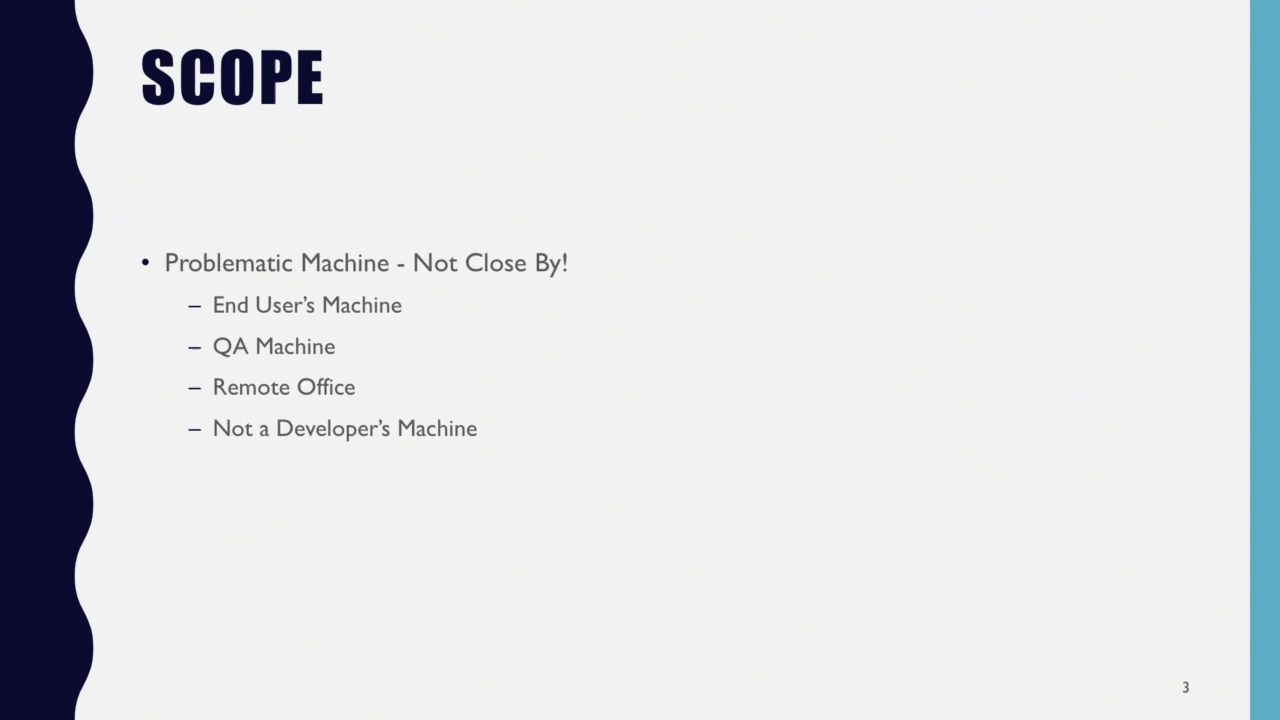 SCOPE
• Problematic Machine - Not Close By!
– End User’s Machine
– QA Machine
– Remote Office
– Not a Developer’s Machine
3